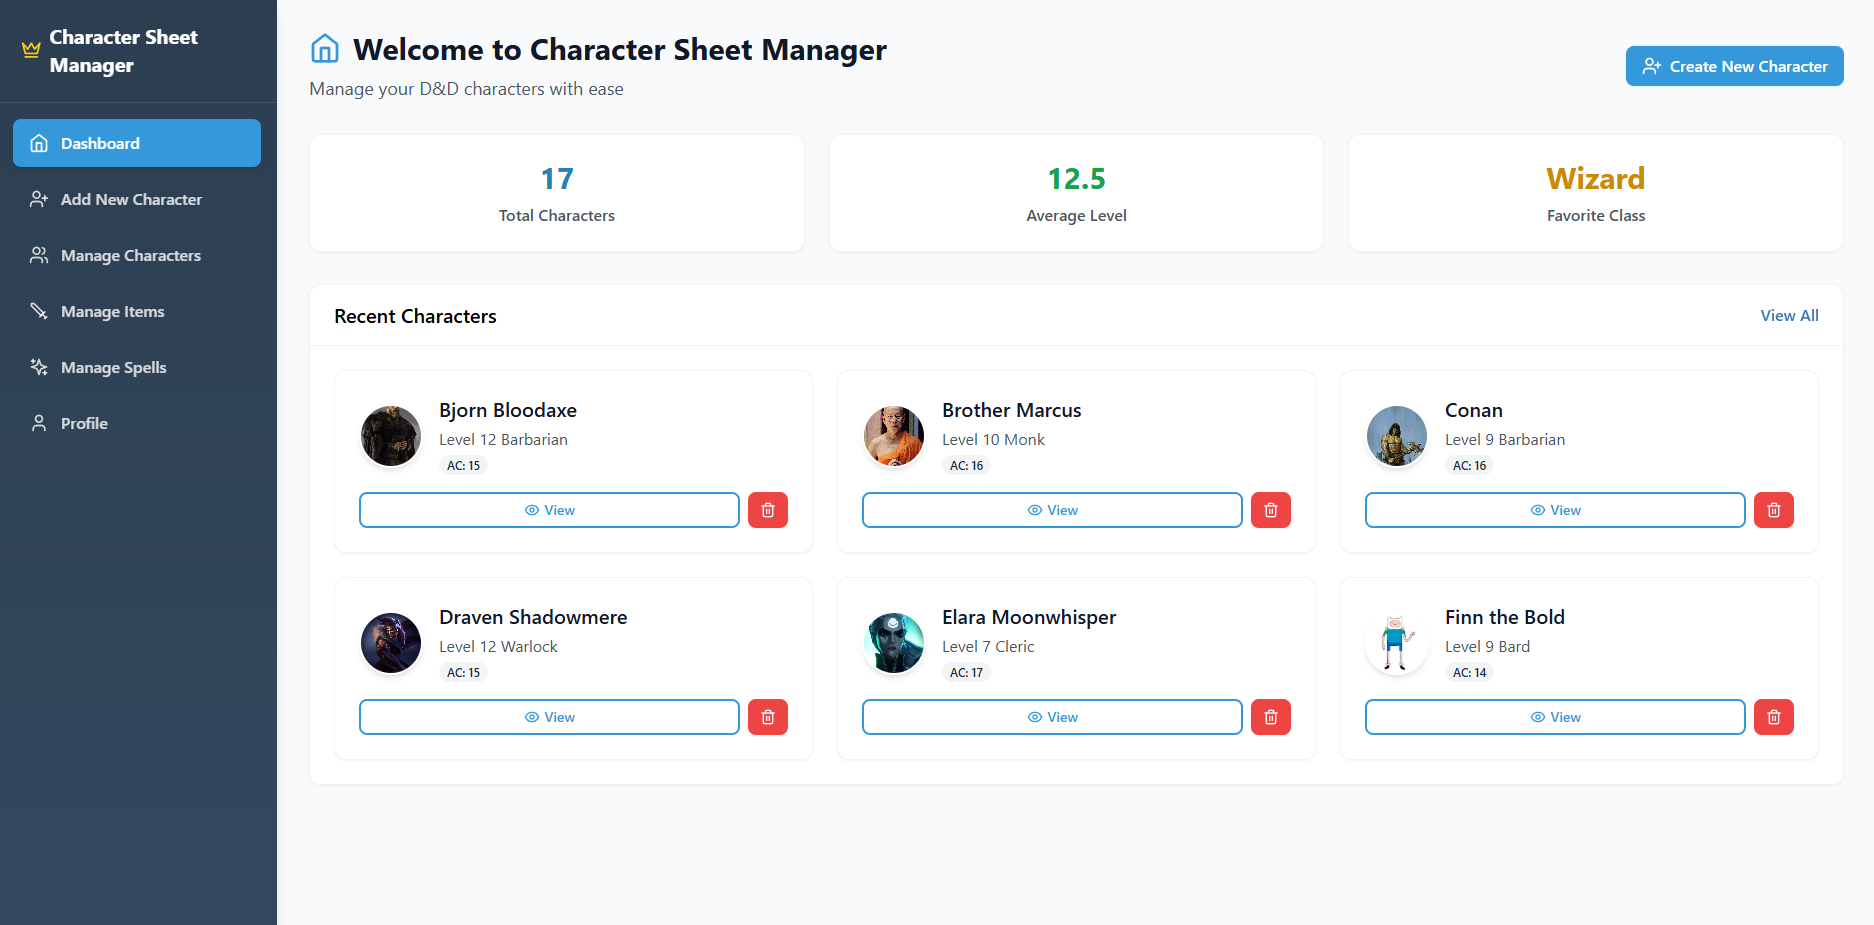 Character Sheet
Manager
Dashboard
Add New Character
Manage Characters
Manage Items
Manage Spells
Profile
Welcome to Character Sheet Manager
Manage your D&D characters with ease
Create New Character
17
Total Characters
12.5
Average Level
Wizard
Favorite Class
Recent Characters
View All
Bjorn Bloodaxe
Level 12 Barbarian
AC: 15
View
Brother Marcus
Level 10 Monk
AC: 16
View
Conan
Level 9 Barbarian
AC: 16
View
Draven Shadowmere
Level 12 Warlock
AC: 15
View
Elara Moonwhisper
Level 7 Cleric
AC: 17
View
Finn the Bold
Level 9 Bard
AC: 14
View